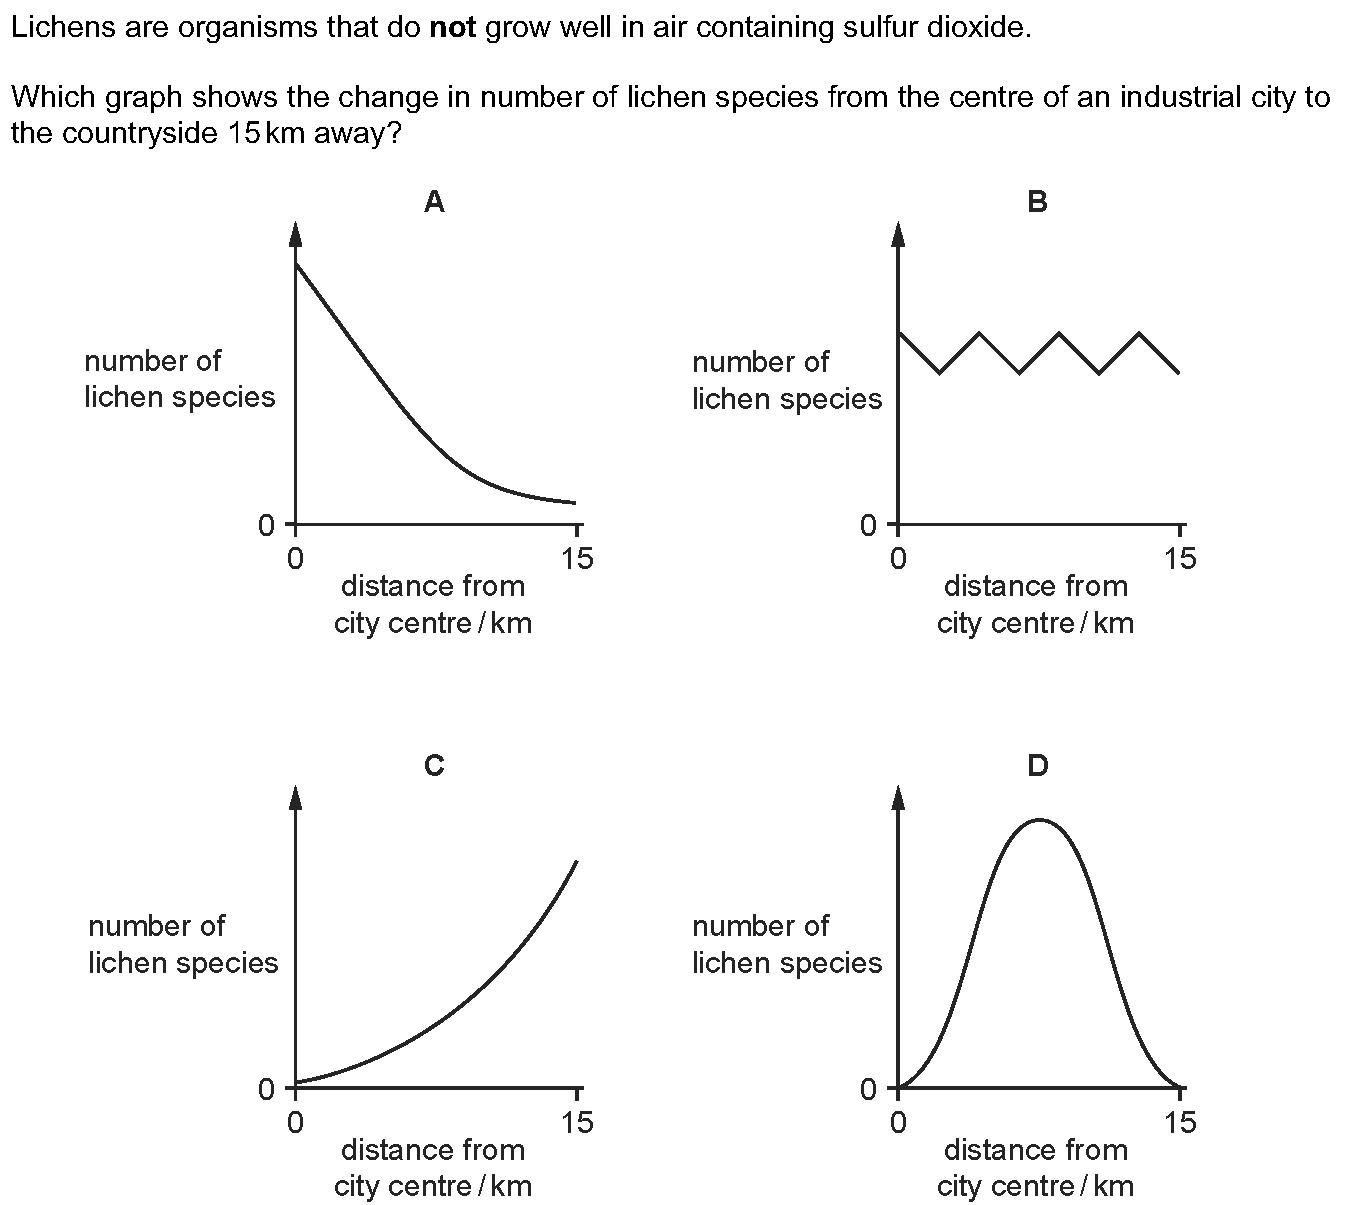 Lichens are organisms that do not grow well in air containing sulfur dioxide.
Which graph shows the change in number of lichen species from the centre of an industrial city to
the countryside 15 km away?
A
number of
lichen species
0
0
15
distance from
city centre / km
B
number of
lichen species
0
0
15
distance from
city centre / km
C
number of
lichen species
0
0
15
distance from
city centre / km
D
number of
lichen species
0
0
15
distance from
city centre / km